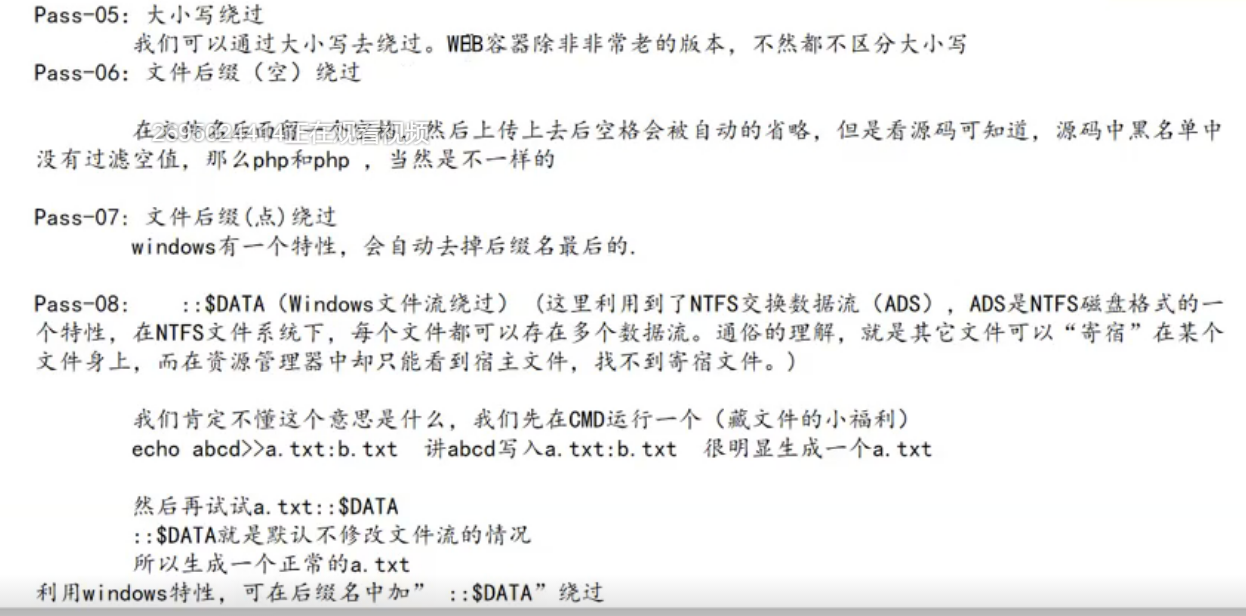 Pass-05：大小写绕过
我们可以通过大小写去绕过。WEB容器除非非常老的版本，不然都不区分大小写
Pass-06：文件后缀（空）绕过
在文件名后面留一个空格，然后上传上去后空格会被自动的省略，但是看源码可知道，源码中黑名单中
没有过滤空值，那么php和php ，当然是不一样的
Pass-07：文件后缀(点)绕过
windows有一个特性，会自动去掉后缀名最后的.
Pass-08： ::$DATA（Windows文件流绕过）（这里利用到了NTFS交换数据流（ADS），ADS是NTFS磁盘格式的一
个特性，在NTFS文件系统下，每个文件都可以存在多个数据流。通俗的理解，就是其它文件可以“寄宿”在某个
文件身上，而在资源管理器中却只能看到宿主文件，找不到寄宿文件。）
我们肯定不懂这个意思是什么，我们先在CMD运行一个（藏文件的小福利）
echo abcd>>a.txt:b.txt 讲abcd写入a.txt:b.txt 很明显生成一个a.txt
然后再试试a.txt::$DATA
::$DATA就是默认不修改文件流的情况
所以生成一个正常的a.txt
利用windows特性，可在后缀名中加” ::$DATA”绕过
正在观看视频